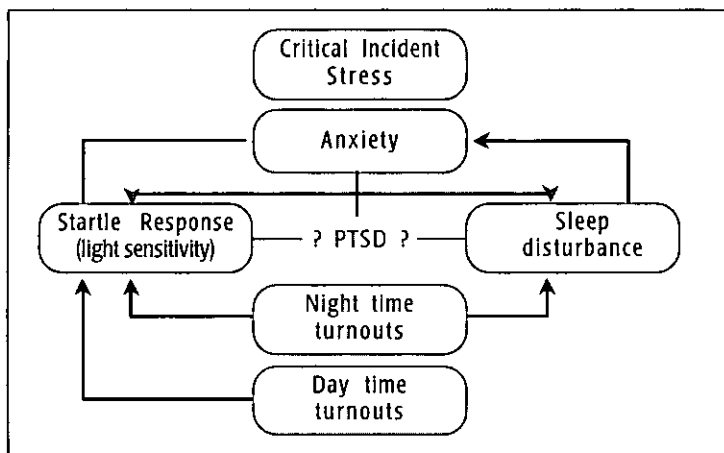 Critical Incident
Stress
Anxiety
Startle Response
(light sensitivity)
? PTSD ?
Sleep
disturbance
Night time
turnouts
Day time
turnouts